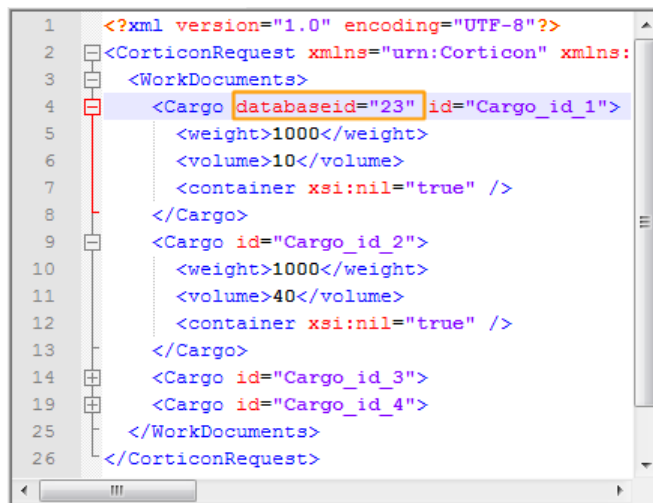 1 <?xml version="1.0" encoding="UTF-8"?>
2 <CorticonRequest xmlns="urn:Corticon" xmlns:
3 <WorkDocuments>
4 <Cargo databaseid="23" id="Cargo_id_1">
5 <weight>1000</weight>
6 <volume>10</volume>
7 <container xsi:nil="true" />
8 </Cargo>
9 <Cargo id="Cargo_id_2">
10 <weight>1000</weight>
11 <volume>40</volume>
12 <container xsi:nil="true" />
13 </Cargo>
14 <Cargo id="Cargo_id_3">
19 <Cargo id="Cargo_id_4">
25 </WorkDocuments>
26 </CorticonRequest>